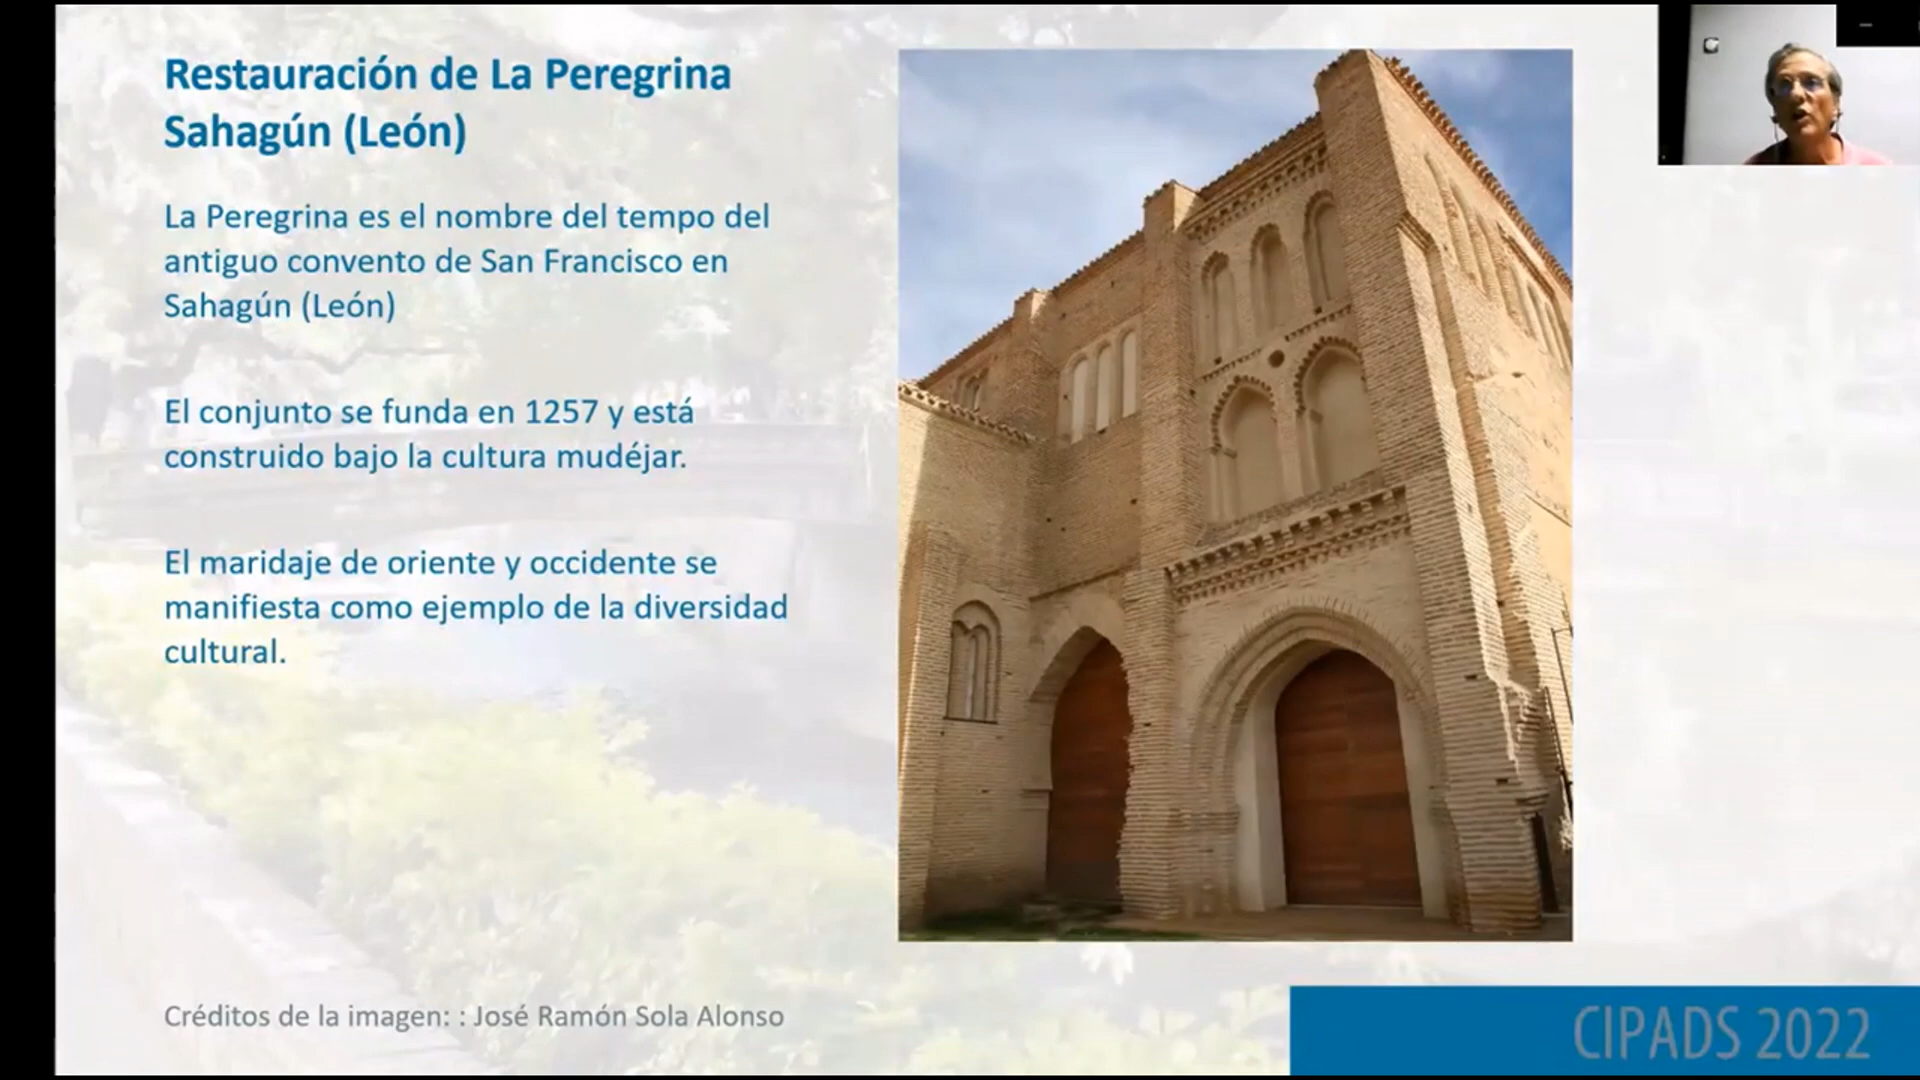 Restauración de La Peregrina
Sahagún (León)
La Peregrina es el nombre del tempo del
antiguo convento de San Francisco en
Sahagún (León)
El conjunto se funda en 1257 y está
construido bajo la cultura mudéjar.
El maridaje de oriente y occidente se
manifiesta como ejemplo de la diversidad
cultural.
Créditos de la imagen: : José Ramón Sola Alonso
CIPADS 2022